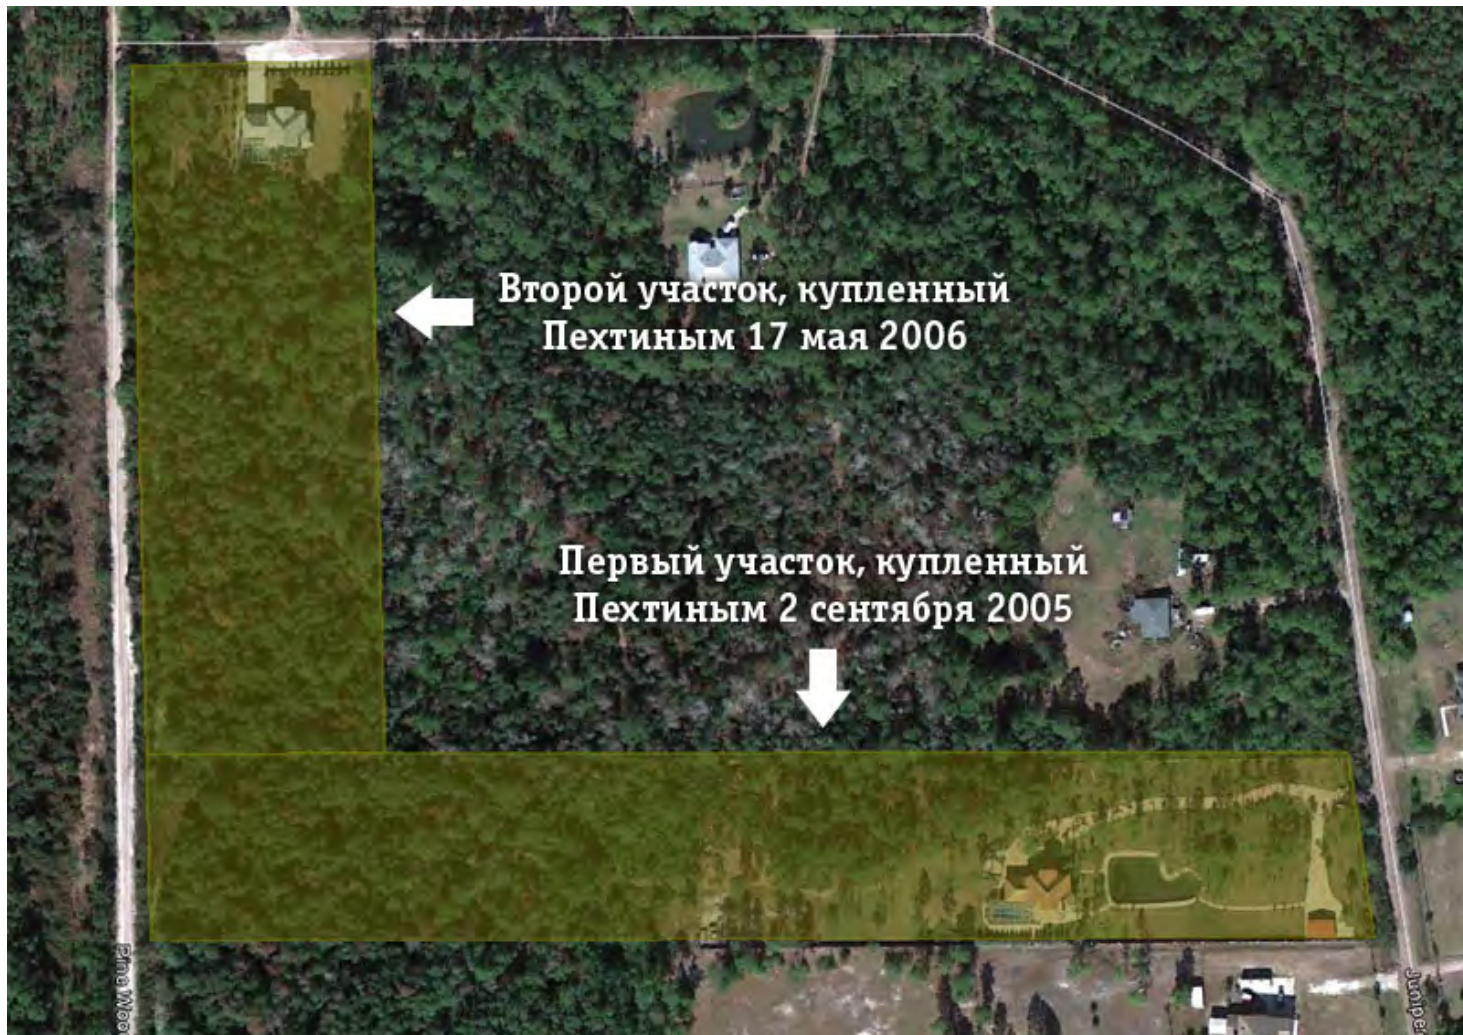 Второй участок, купленный
Пехтиным 17 мая 2006
Первый участок, купленный
Пехтиным 2 сентября 2005